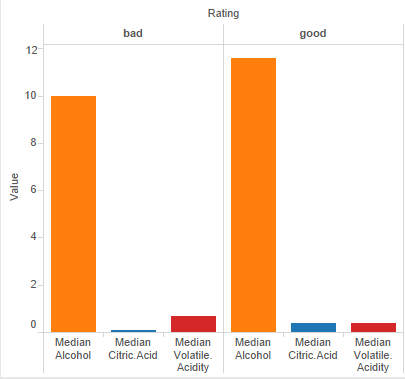 Rating
bad good
12
10
8
6
4
2
0
Value
Median Median Median Median Median Median
Alcohol Citric.Acid Volatile. Alcohol Citric.Acid Volatile.
Acidity Acidity